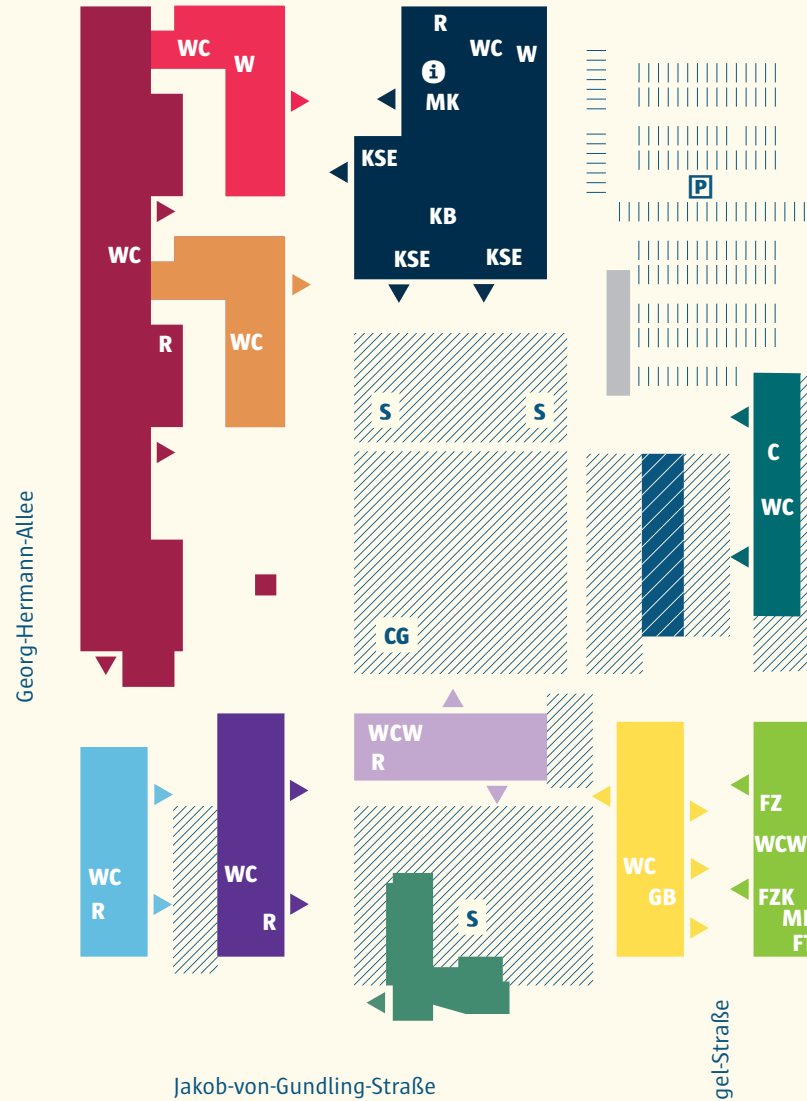 R
WC
WC
W
W
i
MK
KSE
P
KB
WC
KSE
KSE
R
WC
S
S
C
WC
CG
Georg-Hermann-Allee
WCW
R
FZ
WCW
WC
WC
WC
R
R
GB
FZK
S
gel-Straße
Jakob-von-Gundling-Straße